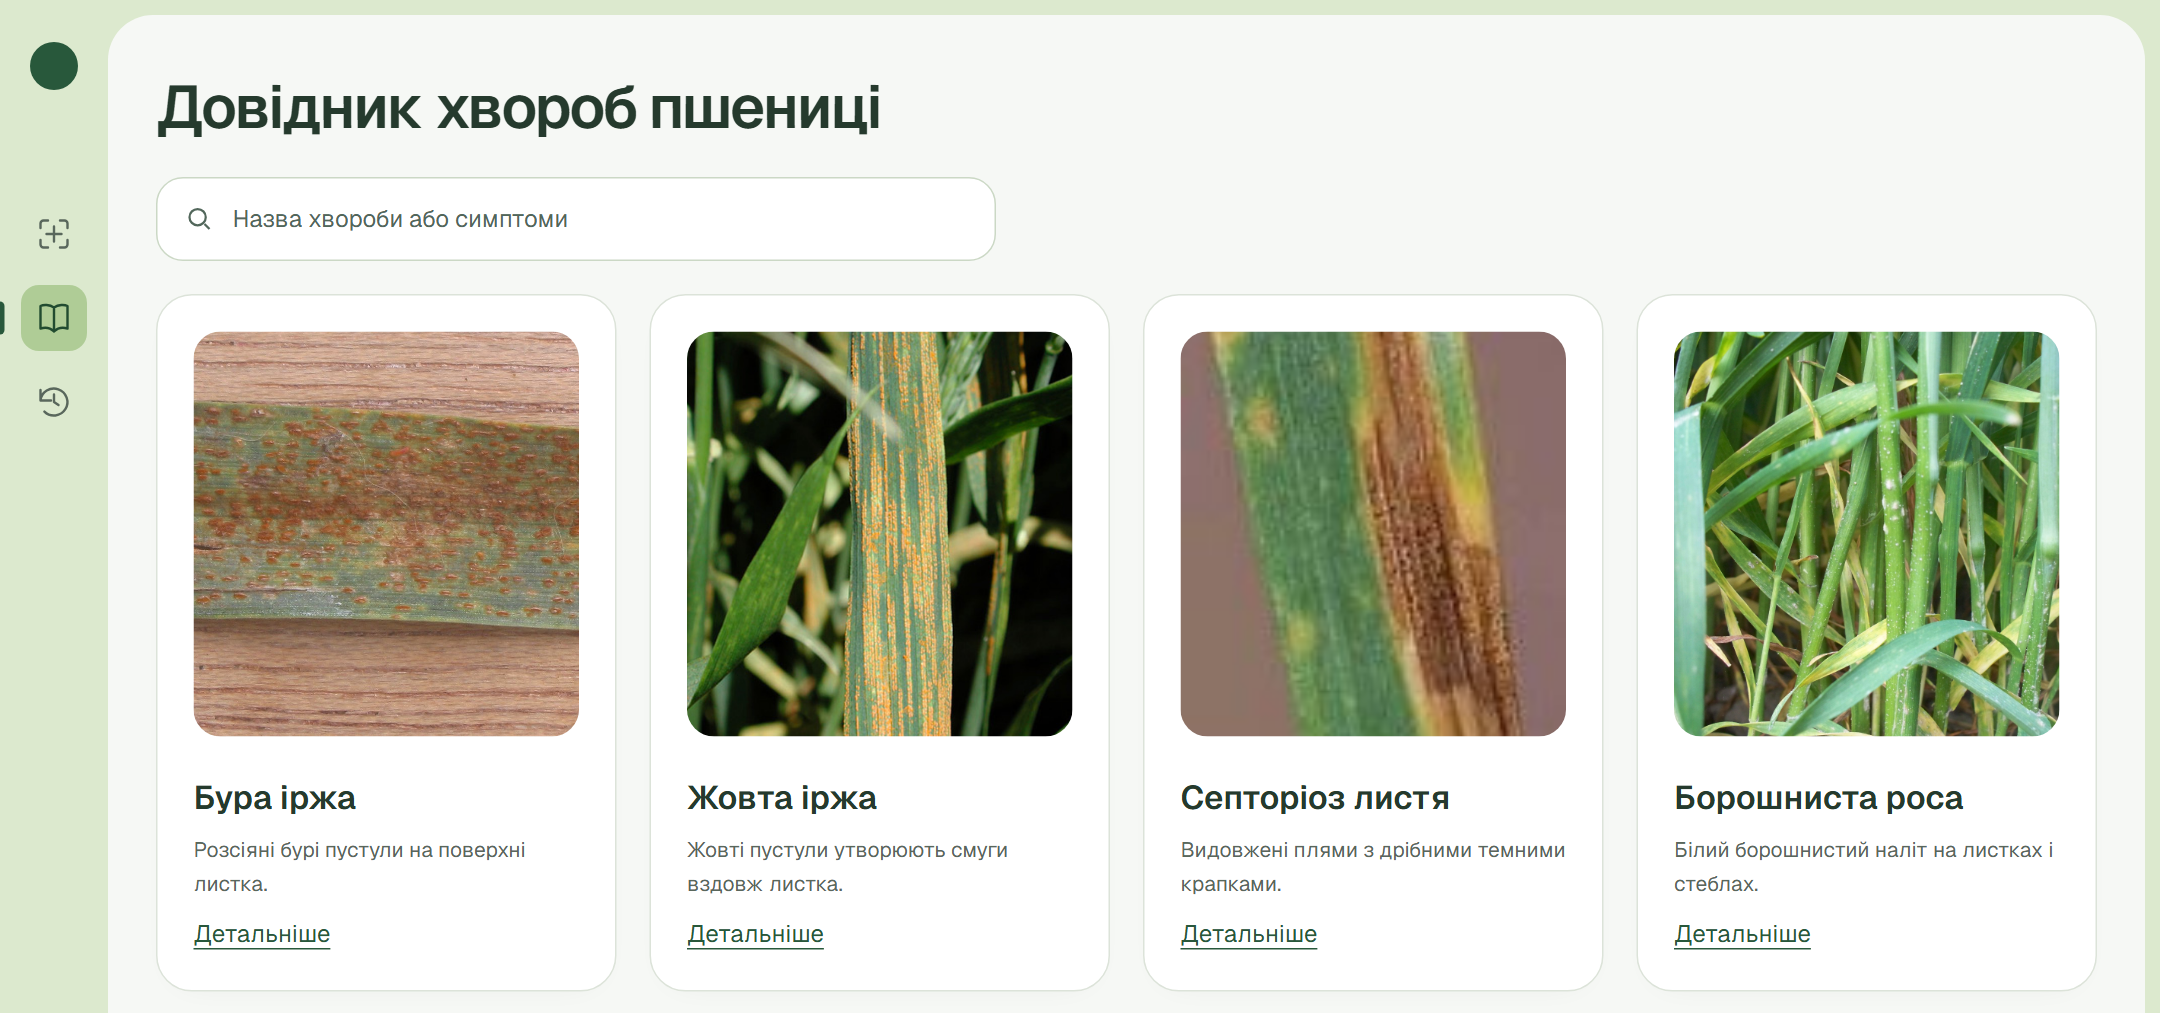 Довідник хвороб пшениці
Назва хвороби або симптоми
Бура іржа
Розсіяні бурі пустули на поверхні
листка.
Детальніше
Жовта іржа
Жовті пустули утворюють смуги
вздовж листка.
Детальніше
Септоріоз листя
Видовжені плями з дрібними темними
крапками.
Детальніше
Борошниста роса
Білий борошнистий наліт на листках і
стеблах.
Детальніше